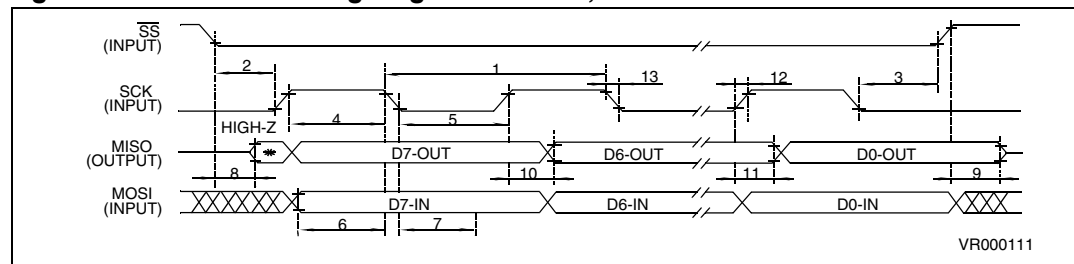 SS
(INPUT)
2
1
13
12
3
SCK
(INPUT)
4
5
HIGH-Z
MISO
(OUTPUT)
D7-OUT
D6-OUT
D0-OUT
8
10
11
9
MOSI
(INPUT)
D7-IN
D6-IN
D0-IN
6
7
VR000111